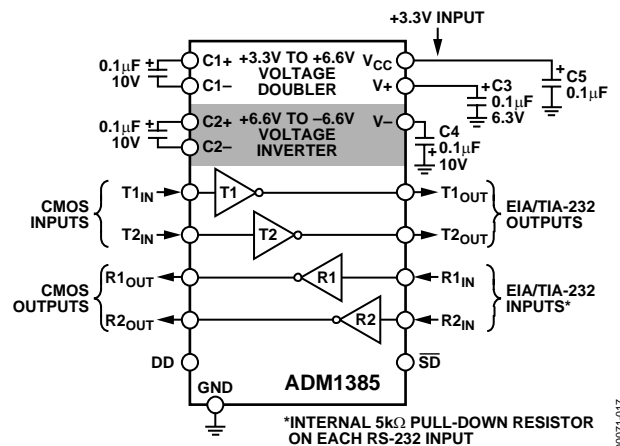 +3.3V INPUT
0.1μF
10V
+
C1+
C1–
+3.3V TO +6.6V
VOLTAGE
DOUBLER
VCC
V+
+
C3
0.1μF
6.3V
+
C5
0.1μF
0.1μF
10V
+
C2+
C2–
+6.6V TO –6.6V
VOLTAGE
INVERTER
V–
C4
0.1μF
10V
+
CMOS
INPUTS
T1IN
T1
T1OUT
T2IN
T2
T2OUT
EIA/TIA-232
OUTPUTS
CMOS
OUTPUTS
R1OUT
R1
R1IN
R2OUT
R2
R2IN
EIA/TIA-232
INPUTS*
DD
SD
GND
ADM1385
*INTERNAL 5kΩ PULL-DOWN RESISTOR
ON EACH RS-232 INPUT